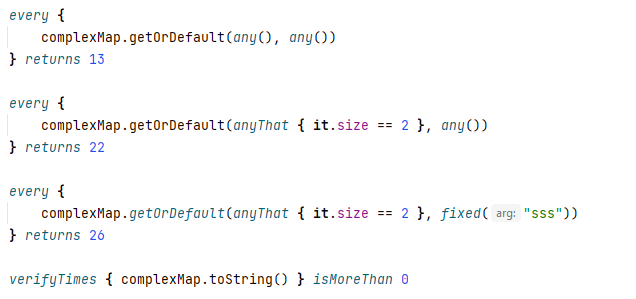 every {
    complexMap.getOrDefault(any(), any())
} returns 13
every {
    complexMap.getOrDefault(anyThat { it.size == 2 }, any())
} returns 22
every {
    complexMap.getOrDefault(anyThat { it.size == 2 }, fixed( arg: "sss"))
} returns 26
verifyTimes { complexMap.toString() } isMoreThan 0